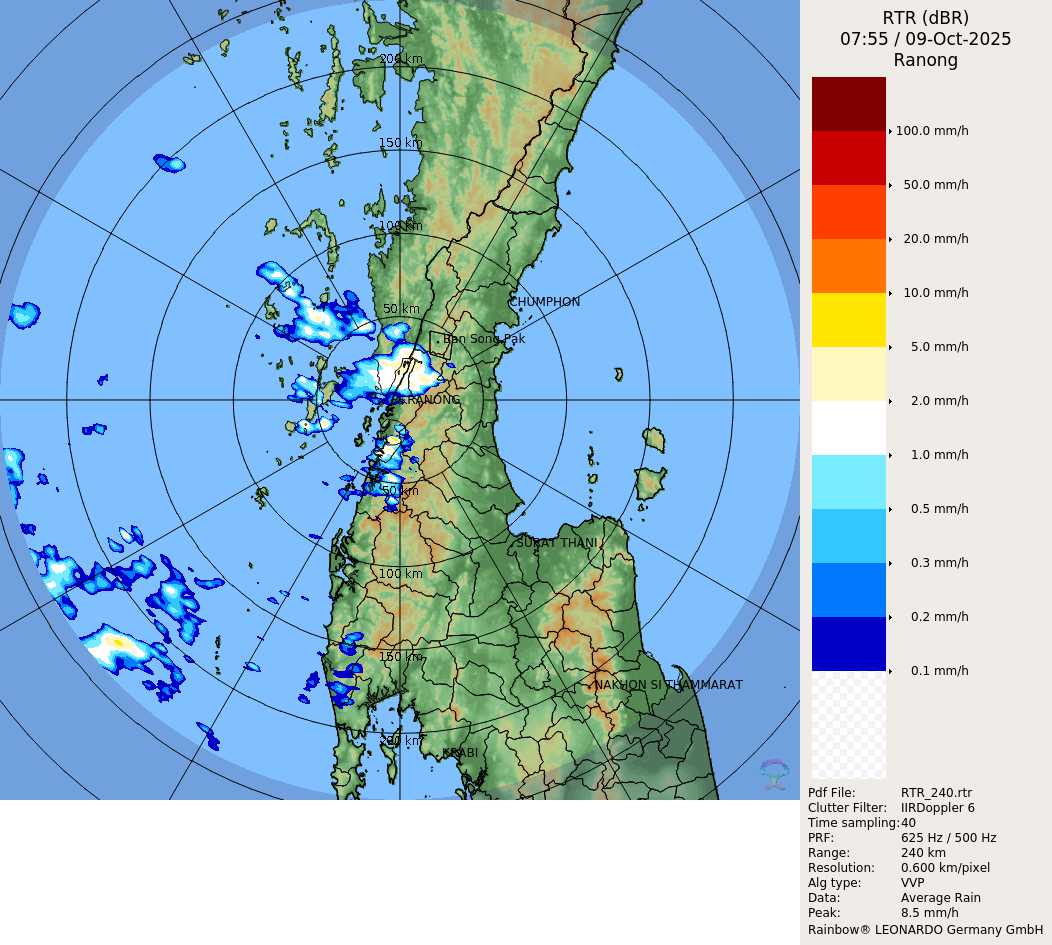 RTR (dBR)
07:55 / 09-Oct-2025
Ranong
200 km
150 km
100 km
50 km
CHUMPHON
Ban Song Pak
RANONG
50 km
SURAT THANI
100 km
150 km
NAKHON SI THAMMARAT
200 km
KRABI
100.0 mm/h
50.0 mm/h
20.0 mm/h
10.0 mm/h
5.0 mm/h
2.0 mm/h
1.0 mm/h
0.5 mm/h
0.3 mm/h
0.2 mm/h
0.1 mm/h
Pdf File: RTR_240.rtr
Clutter Filter: IIRDoppler 6
Time sampling:40
PRF: 625 Hz / 500 Hz
Range: 240 km
Resolution: 0.600 km/pixel
Alg type: VVP
Data: Average Rain
Peak: 8.5 mm/h
Rainbow® LEONARDO Germany GmbH